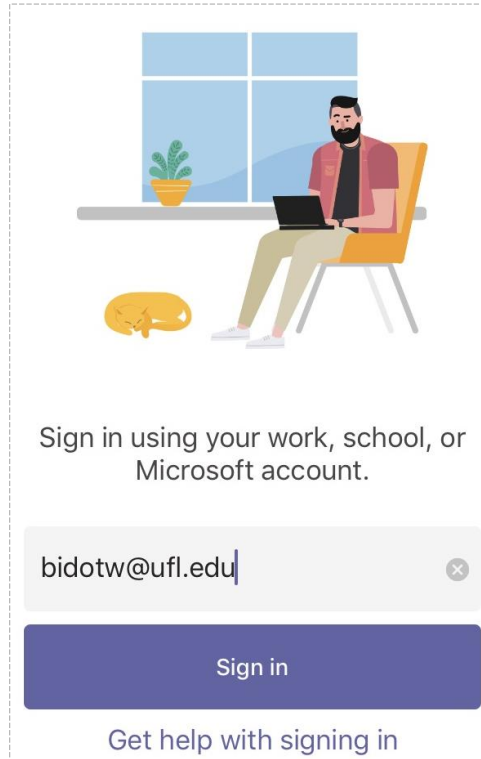 Sign in using your work, school, or
Microsoft account.
bidotw@ufl.edu
Sign in
Get help with signing in